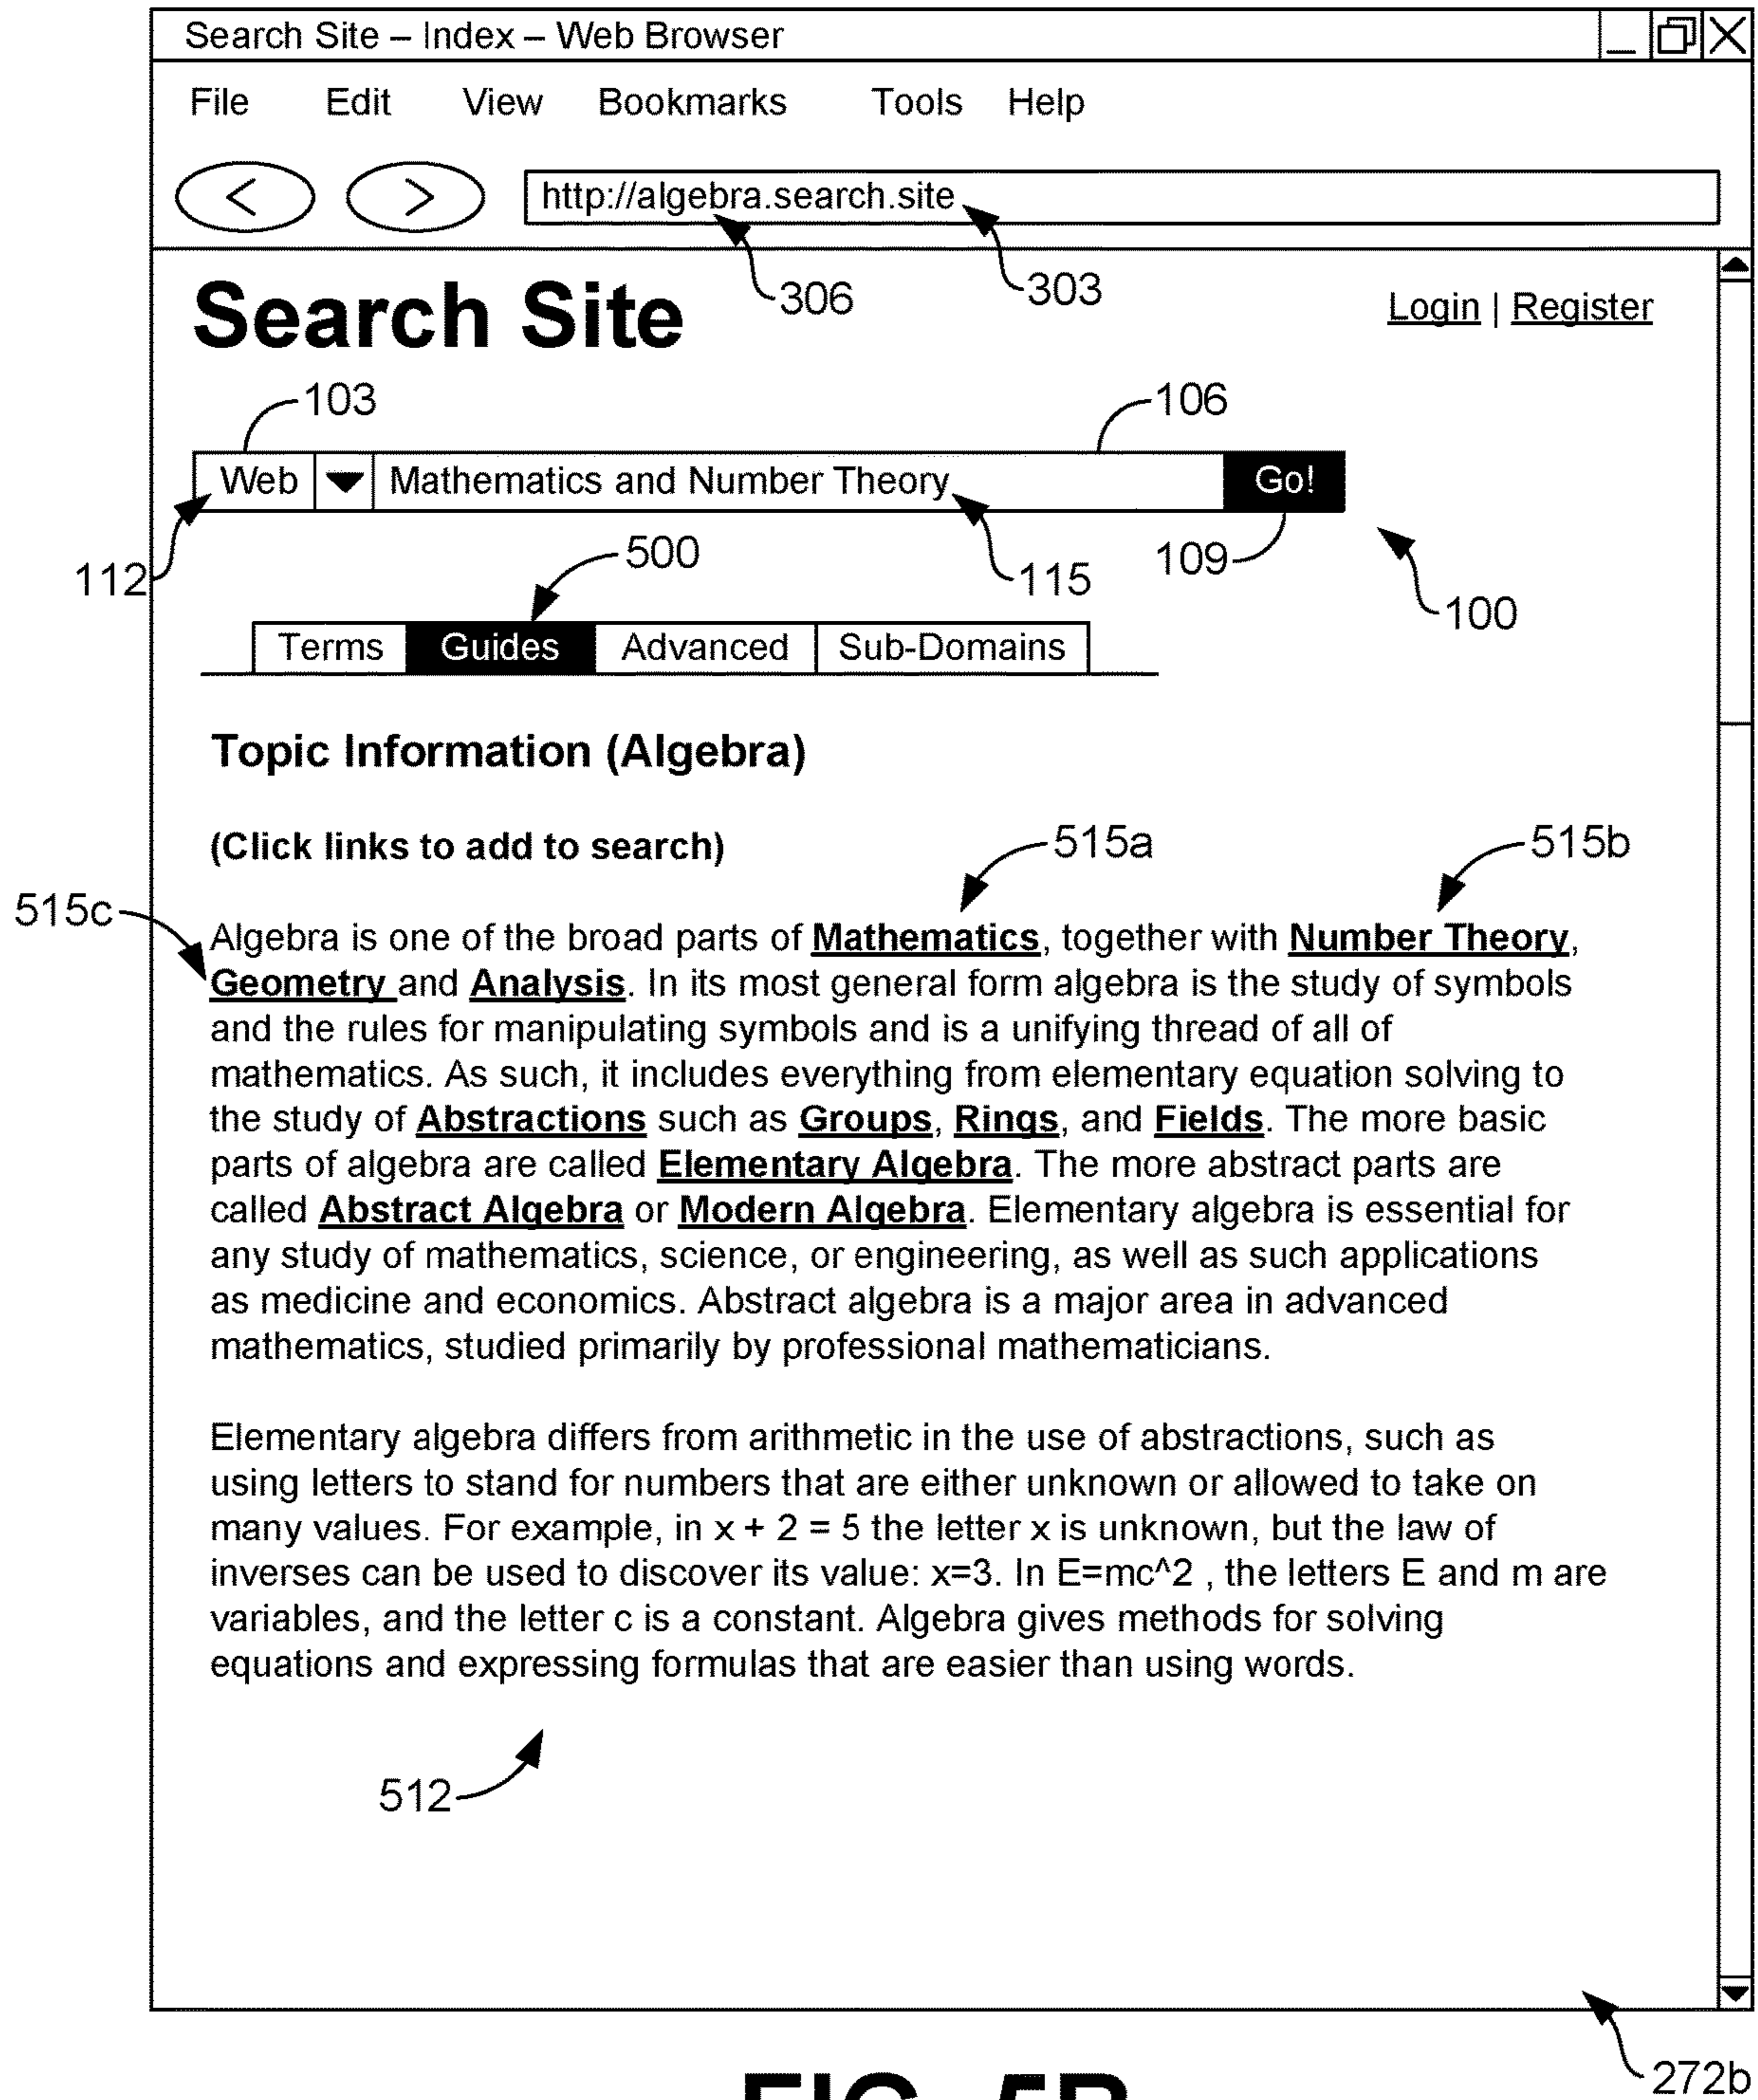 Search Site – Index – Web Browser
File Edit View Bookmarks Tools Help
< > http://algebra.search.site
306 303
Search Site
Login | Register
103 106
Web Mathematics and Number Theory Go!
112 500 115 109 100
Terms Guides Advanced Sub-Domains
Topic Information (Algebra)
(Click links to add to search)
515a 515b
515c
Algebra is one of the broad parts of Mathematics, together with Number Theory,
Geometry and Analysis. In its most general form algebra is the study of symbols
and the rules for manipulating symbols and is a unifying thread of all of
mathematics. As such, it includes everything from elementary equation solving to
the study of Abstractions such as Groups, Rings, and Fields. The more basic
parts of algebra are called Elementary Algebra. The more abstract parts are
called Abstract Algebra or Modern Algebra. Elementary algebra is essential for
any study of mathematics, science, or engineering, as well as such applications
as medicine and economics. Abstract algebra is a major area in advanced
mathematics, studied primarily by professional mathematicians.
Elementary algebra differs from arithmetic in the use of abstractions, such as
using letters to stand for numbers that are either unknown or allowed to take on
many values. For example, in x + 2 = 5 the letter x is unknown, but the law of
inverses can be used to discover its value: x=3. In E=mc^2 , the letters E and m are
variables, and the letter c is a constant. Algebra gives methods for solving
equations and expressing formulas that are easier than using words.
512
272b
FIG. 5B